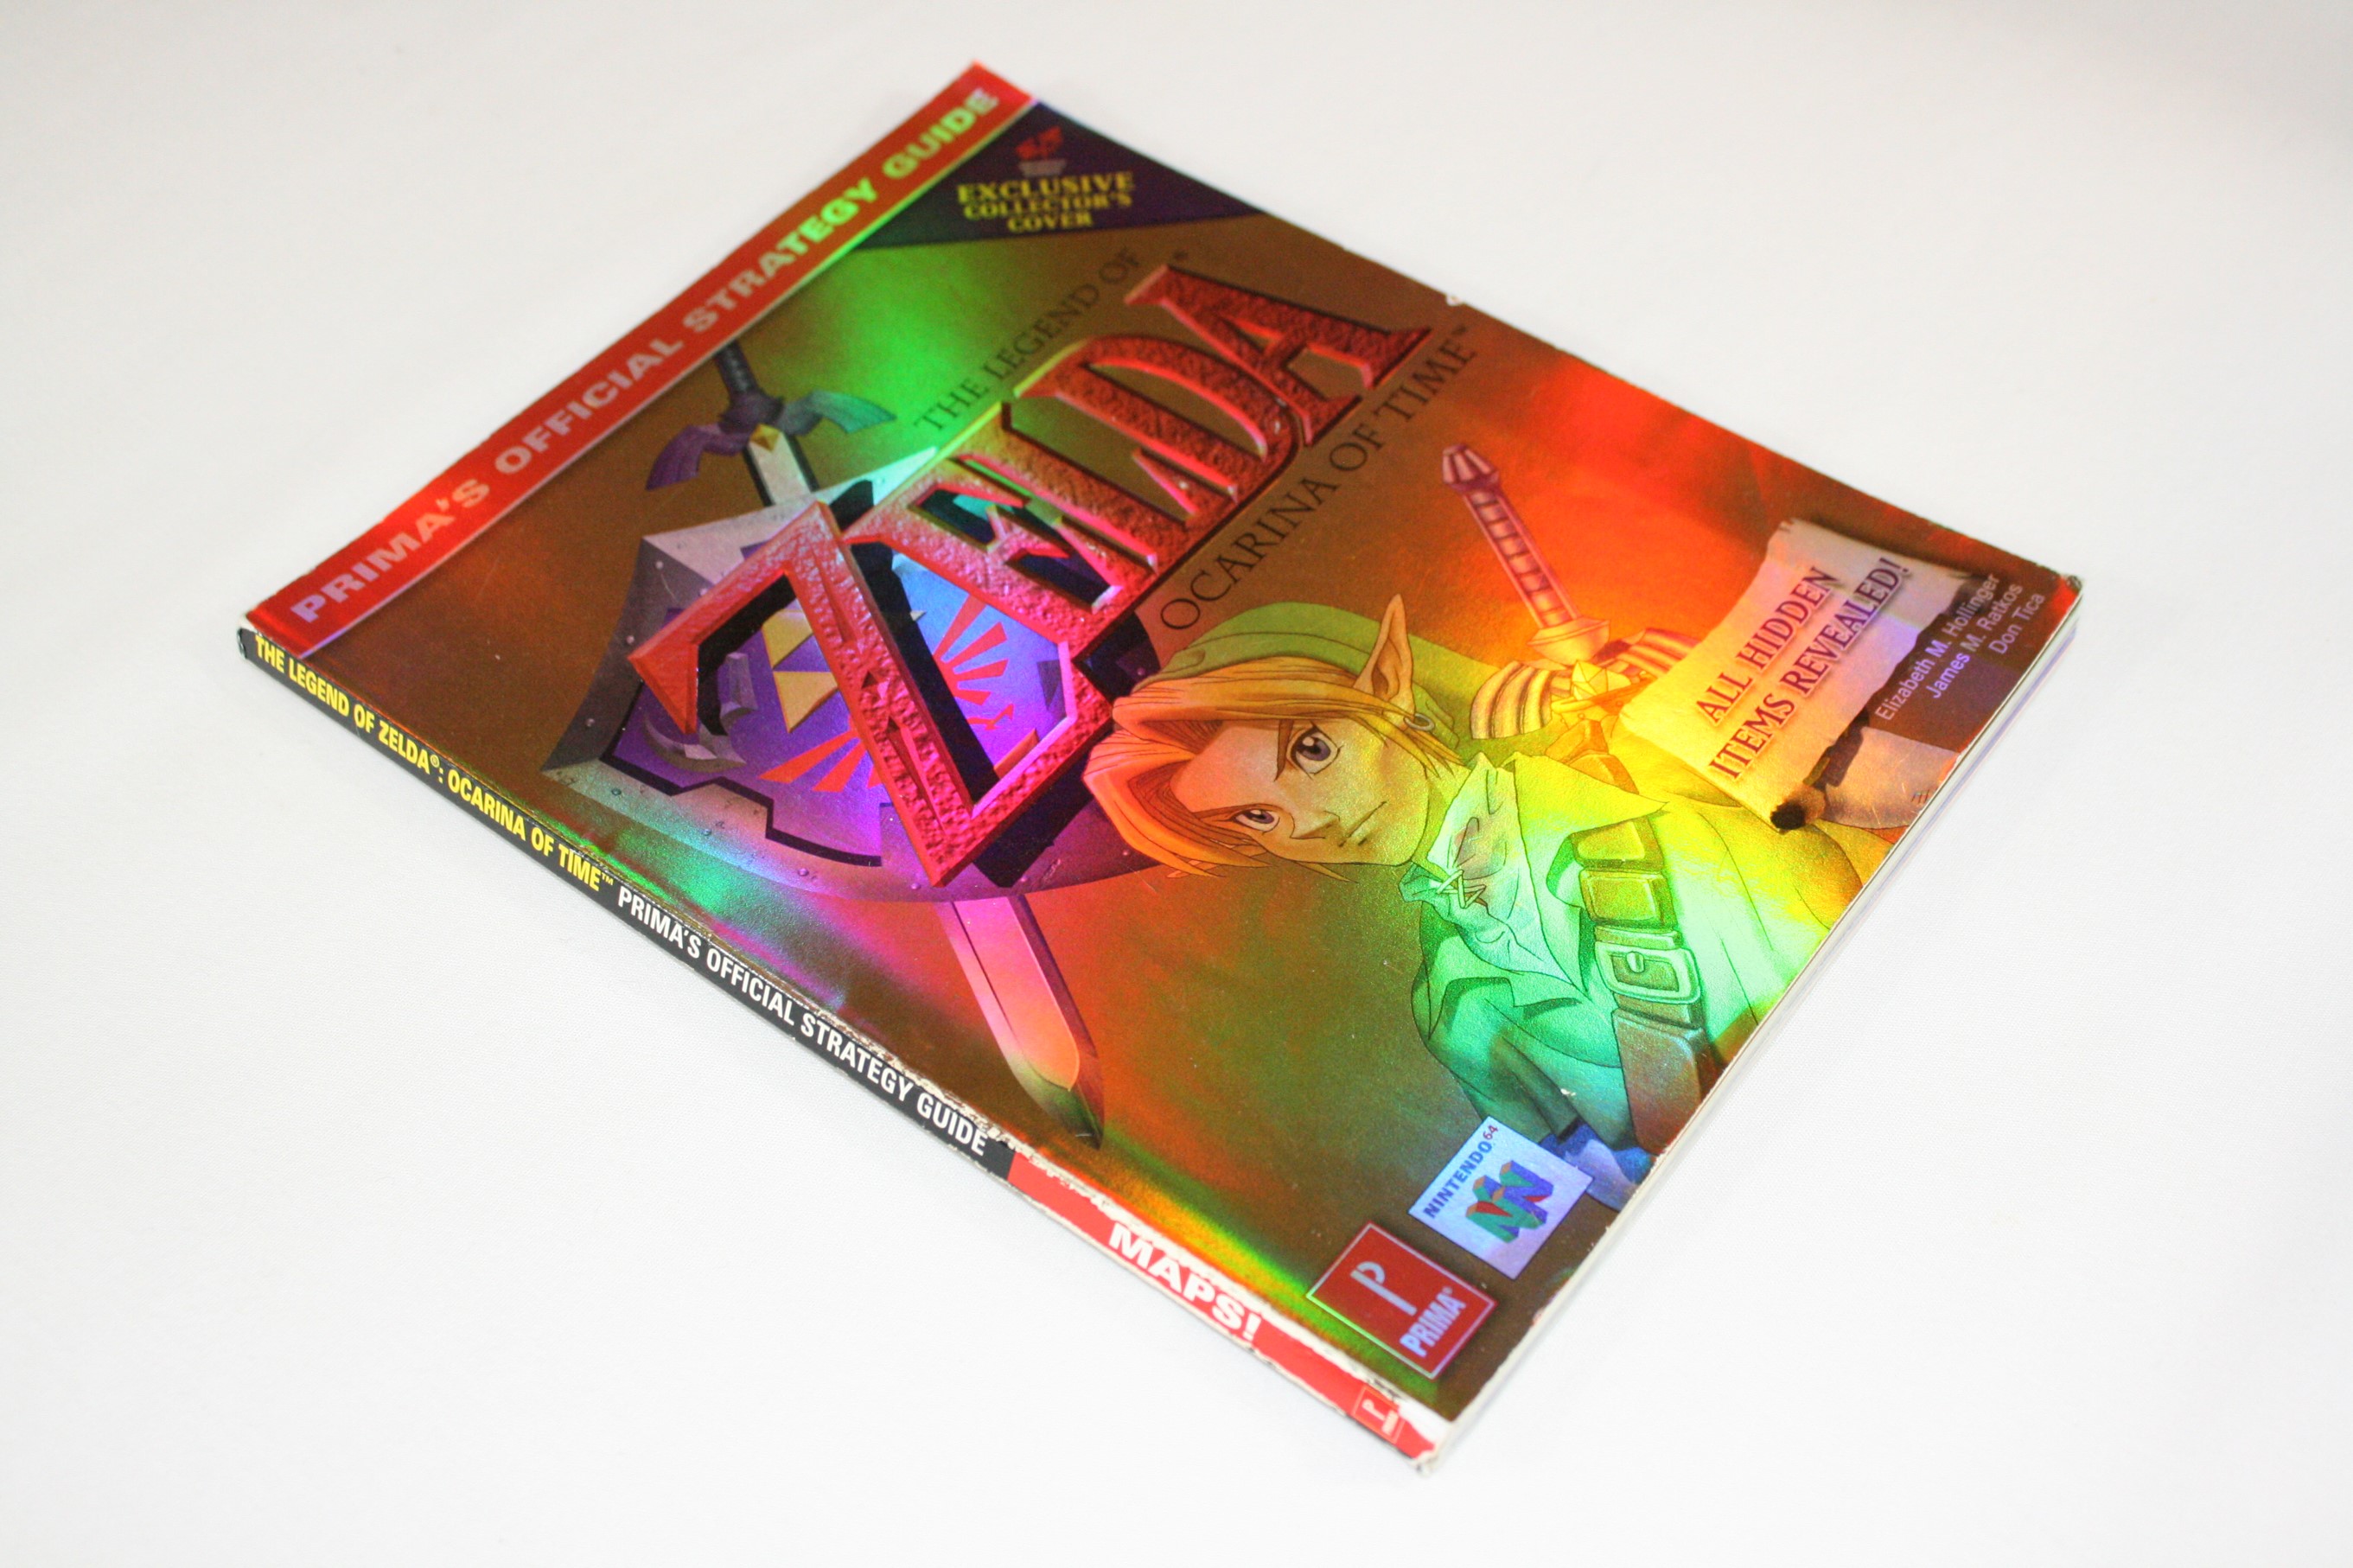 PRIMA'S OFFICIAL STRATEGY GUIDE
EXCLUSIVE
COLLECTOR'S
COVER
THE LEGEND OF
ZELDA®
OCARINA OF TIME™
ALL HIDDEN
ITEMS REVEALED!
Elizabeth M. Hollinger
James M. Ratkos
Don Tica
NINTENDO64
N
P
PRIMA®
THE LEGEND OF ZELDA®: OCARINA OF TIME™ PRIMA'S OFFICIAL STRATEGY GUIDE MAPS!